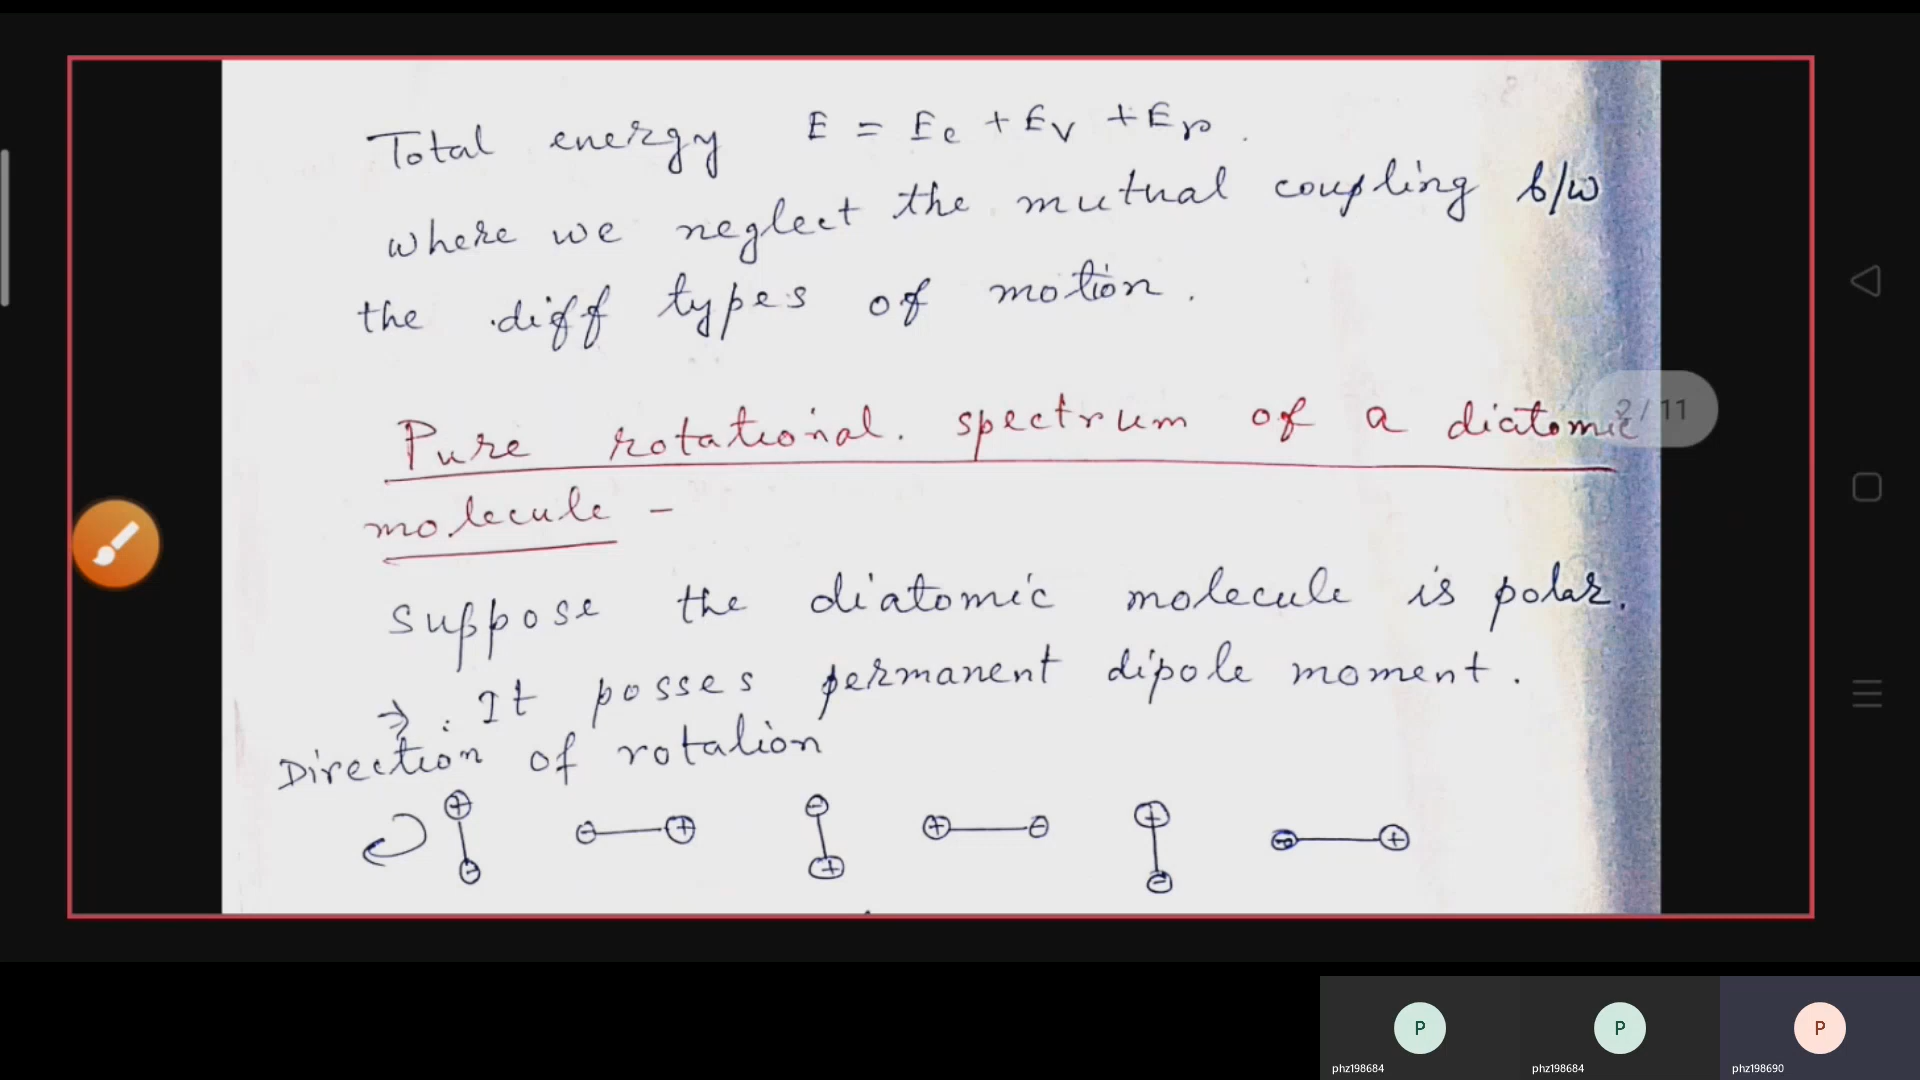 Total energy E = Ee + Ev + Er .
where we neglect the mutual coupling b/w
the diff types of motion .
2 / 11
Pure rotational . spectrum of a diatomic
molecule -
Suppose the diatomic molecule is polar .
⇒ . It posses permanent dipole moment .
Direction of rotation
+ - + - + +
- + - - +
P P P
phz198684 phz198684 phz198690